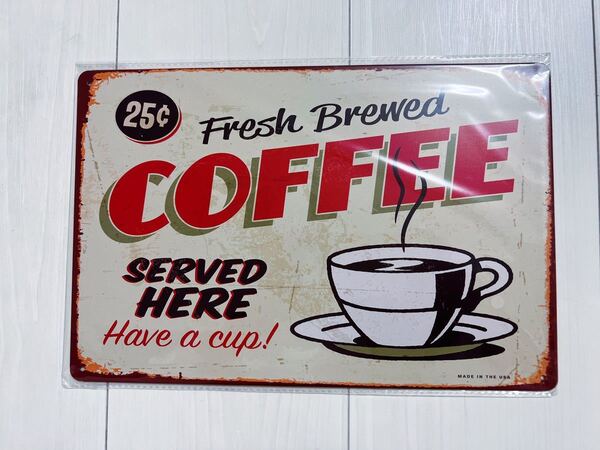 25¢
Fresh Brewed
COFFEE
SERVED
HERE
Have a cup!
MADE IN THE USA